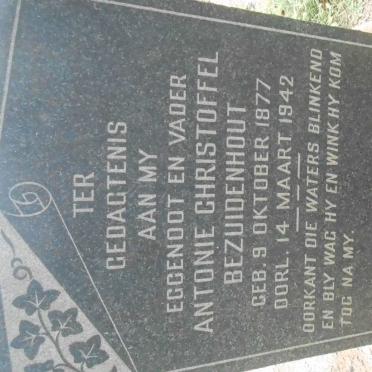 TER
GEDAGTENIS
AAN MY
EGGENOOT EN VADER
ANTONIE CHRISTOFFEL
BEZUIDENHOUT
GEB. 9 OKTOBER 1877
OORL. 14 MAART 1942
OORKANT DIE WATERS BLINKEND
EN BLY WAG HY EN WINK HY KOM
TOG NA MY.